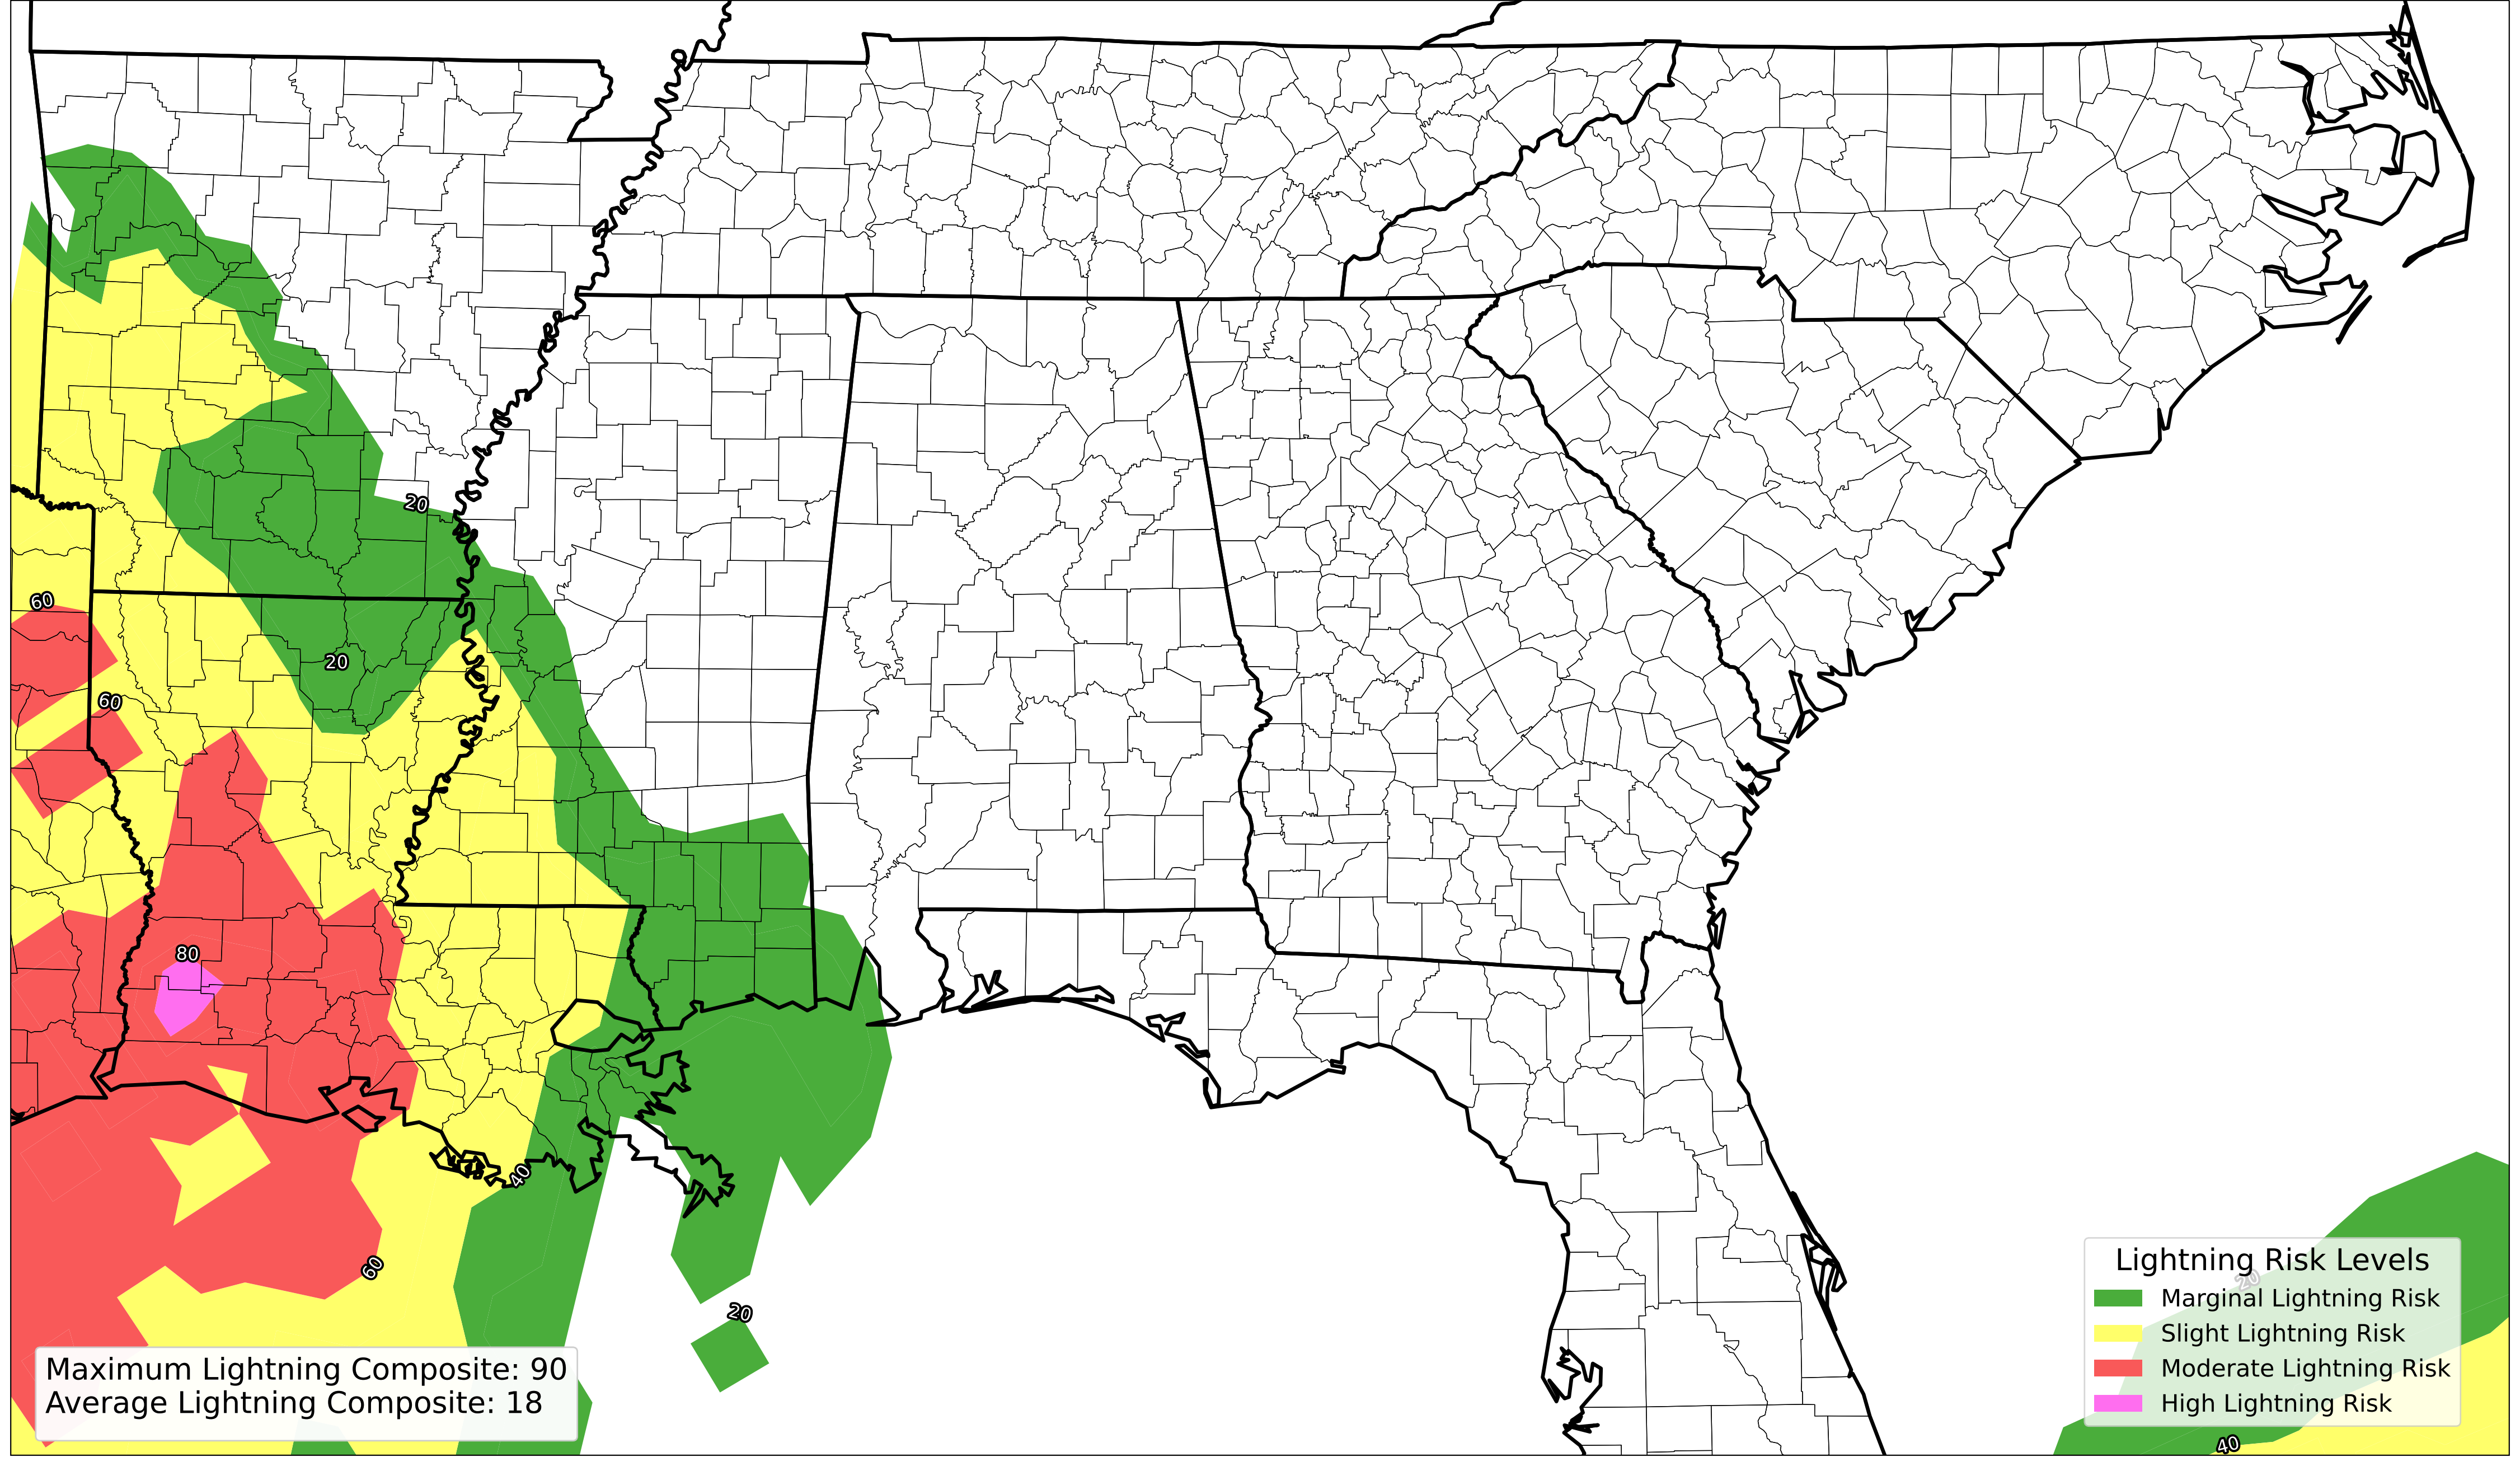 20
60
20
60
80
40
60
20
20
Lightning Risk Levels
Marginal Lightning Risk
Slight Lightning Risk
Moderate Lightning Risk
High Lightning Risk
Maximum Lightning Composite: 90
Average Lightning Composite: 18
40